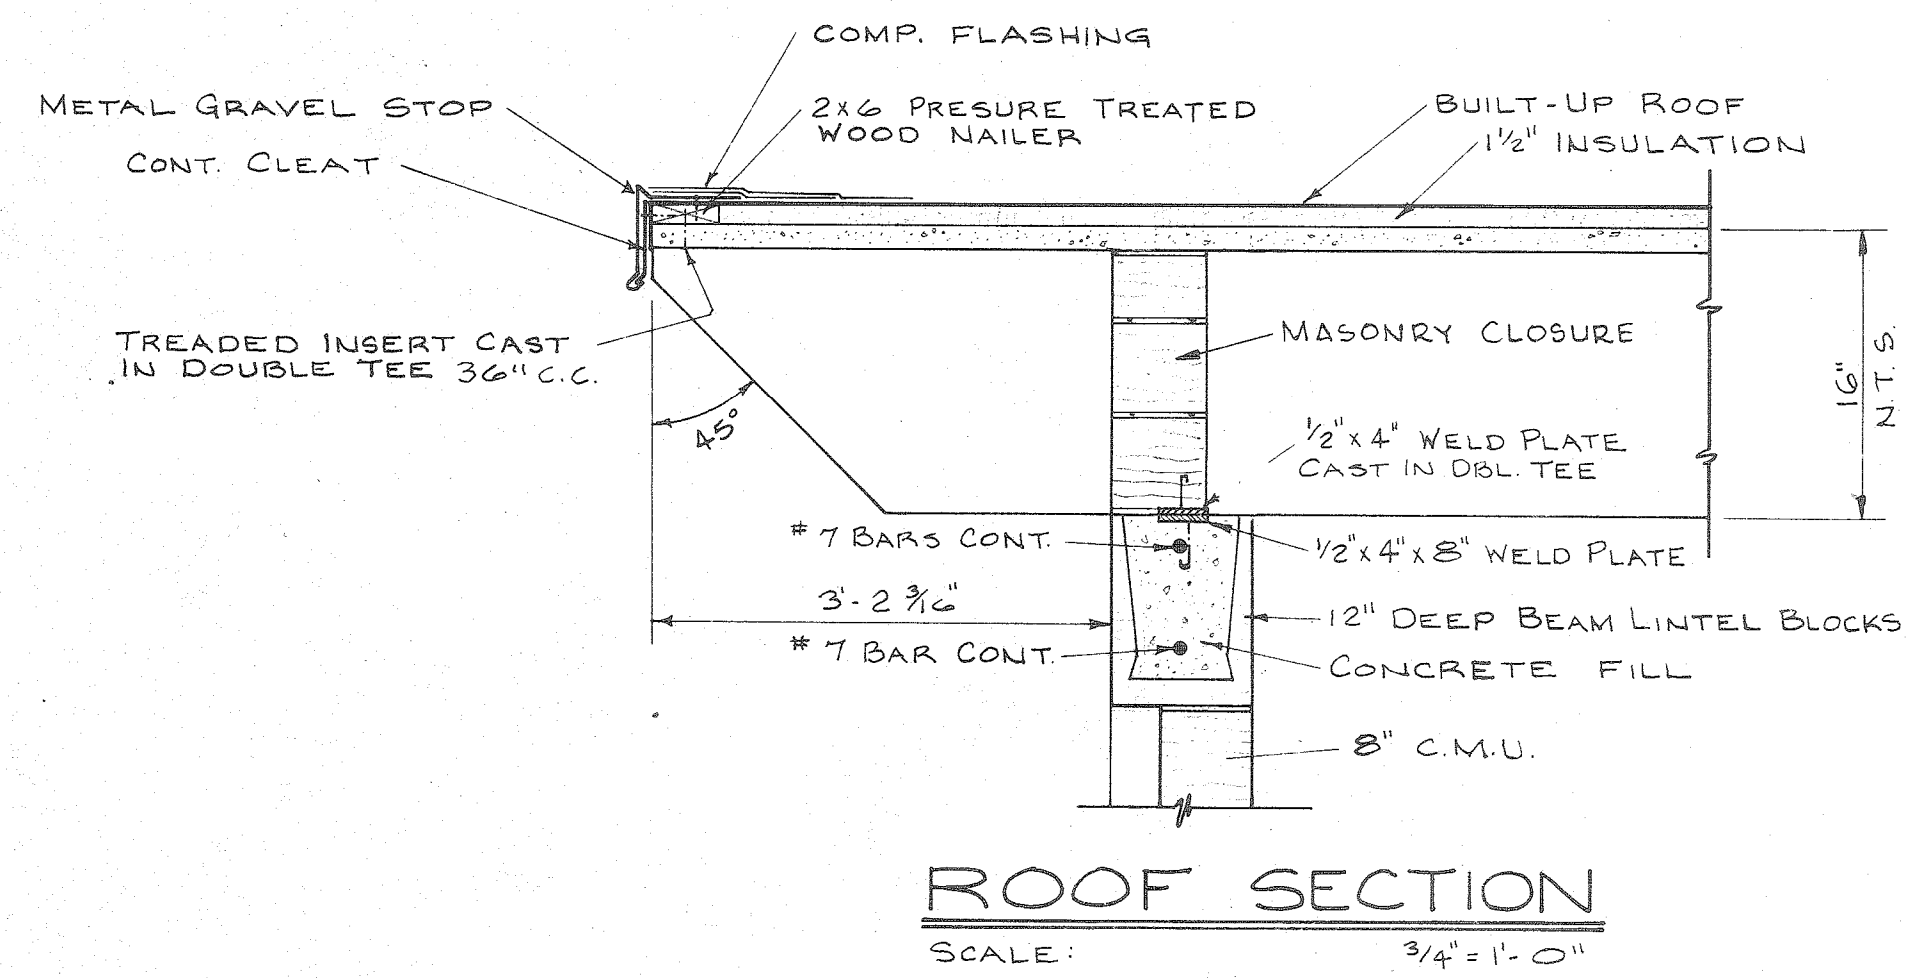 COMP. FLASHING
METAL GRAVEL STOP
CONT. CLEAT
2x6 PRESURE TREATED
WOOD NAILER
BUILT-UP ROOF
1 1/2" INSULATION
TREADED INSERT CAST
IN DOUBLE TEE 36" C.C.
45°
MASONRY CLOSURE
16"
N.T.S.
1/2" x 4" WELD PLATE
CAST IN DBL. TEE
# 7 BARS CONT.
1/2" x 4" x 8" WELD PLATE
3'-2 3/16"
12" DEEP BEAM LINTEL BLOCKS
# 7 BAR CONT.
CONCRETE FILL
8" C.M.U.
ROOF SECTION
SCALE: 3/4" = 1'-0"